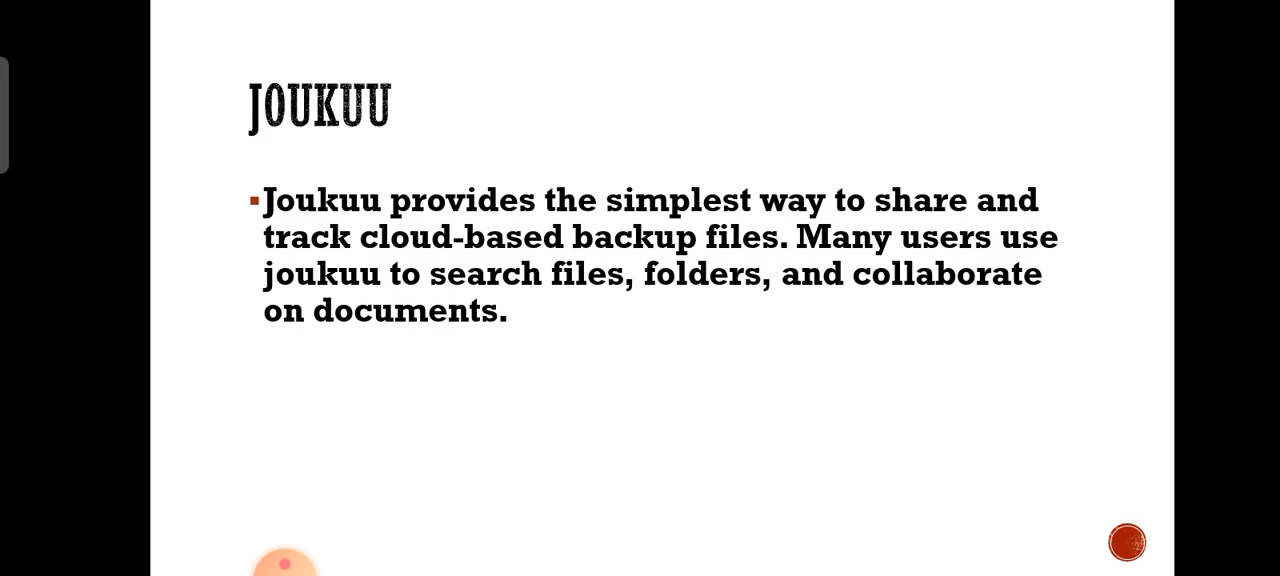 JOUKUU
Joukuu provides the simplest way to share and
track cloud-based backup files. Many users use
joukuu to search files, folders, and collaborate
on documents.